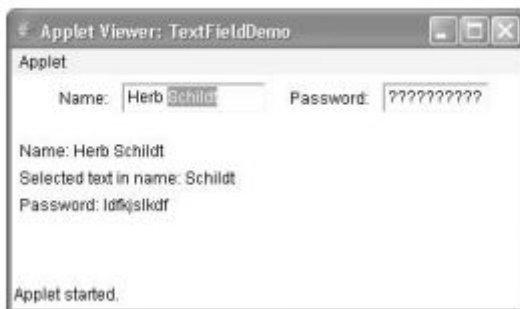 Applet Viewer: TextFieldDemo
Applet
Name: Herb Schildt Password: ??????????
Name: Herb Schildt
Selected text in name: Schildt
Password: ldfkjslkdf
Applet started.